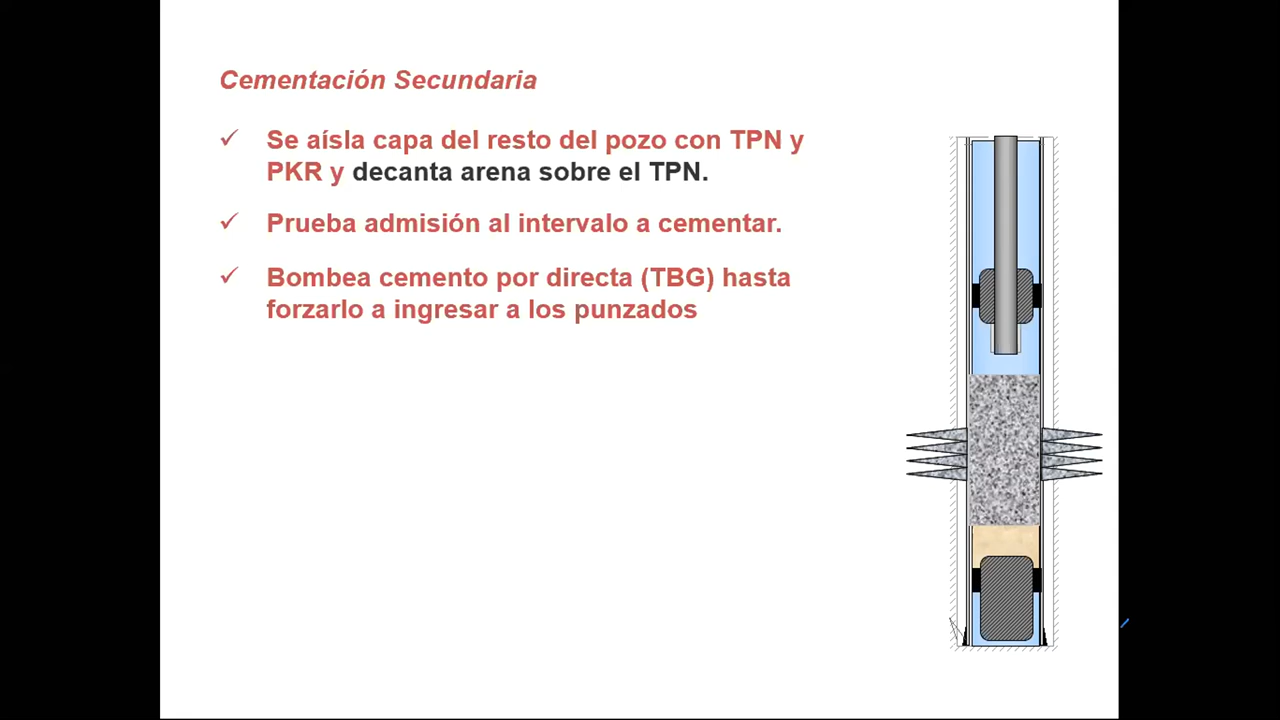 Cementación Secundaria
✓ Se aísla capa del resto del pozo con TPN y
PKR y decanta arena sobre el TPN.
✓ Prueba admisión al intervalo a cementar.
✓ Bombea cemento por directa (TBG) hasta
forzarlo a ingresar a los punzados